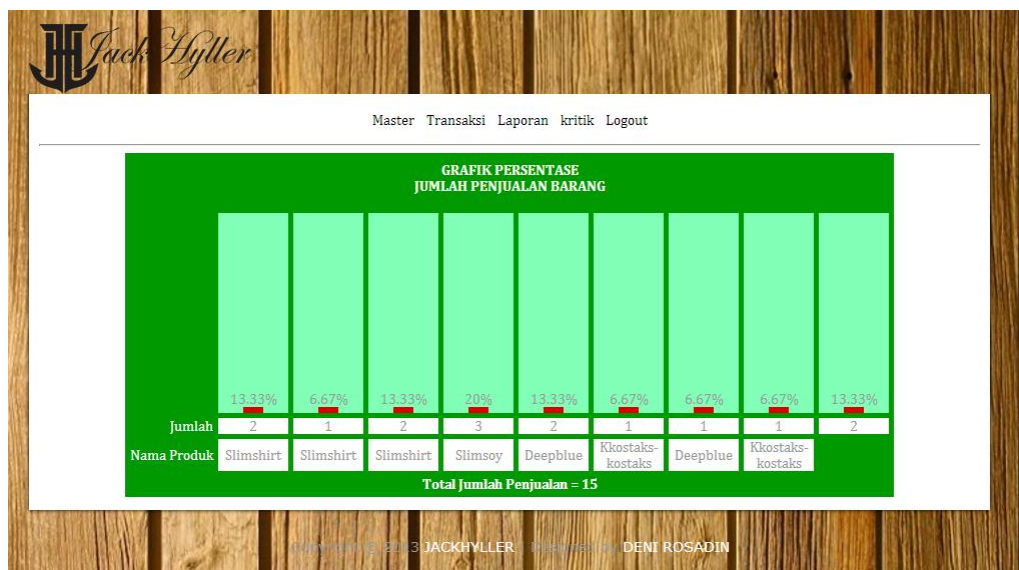 Jack Hyller
Master Transaksi Laporan kritik Logout
GRAFIK PERSENTASE
JUMLAH PENJUALAN BARANG
13.33% 6.67% 13.33% 20% 13.33% 6.67% 6.67% 6.67% 13.33%
Jumlah 2 1 2 3 2 1 1 1 2
Nama Produk Slimshirt Slimshirt Slimshirt Slimsoy Deepblue Kkostaks-kostaks Deepblue Kkostaks-kostaks
Total Jumlah Penjualan = 15
Copyright © 2013 JACKHYLLER | Designed by DENI ROSADIN